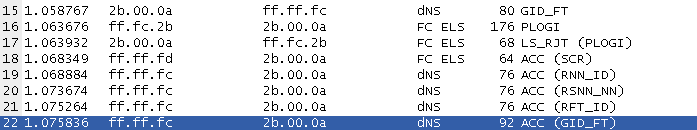 15 1.058767 2b.00.0a ff.ff.fc dNS 80 GID_FT
16 1.063676 ff.fc.2b 2b.00.0a FC ELS 176 PLOGI
17 1.063932 2b.00.0a ff.fc.2b FC ELS 68 LS_RJT (PLOGI)
18 1.068349 ff.ff.fd 2b.00.0a FC ELS 64 ACC (SCR)
19 1.068884 ff.ff.fc 2b.00.0a dNS 76 ACC (RNN_ID)
20 1.073674 ff.ff.fc 2b.00.0a dNS 76 ACC (RSNN_NN)
21 1.075264 ff.ff.fc 2b.00.0a dNS 76 ACC (RFT_ID)
22 1.075836 ff.ff.fc 2b.00.0a dNS 92 ACC (GID_FT)